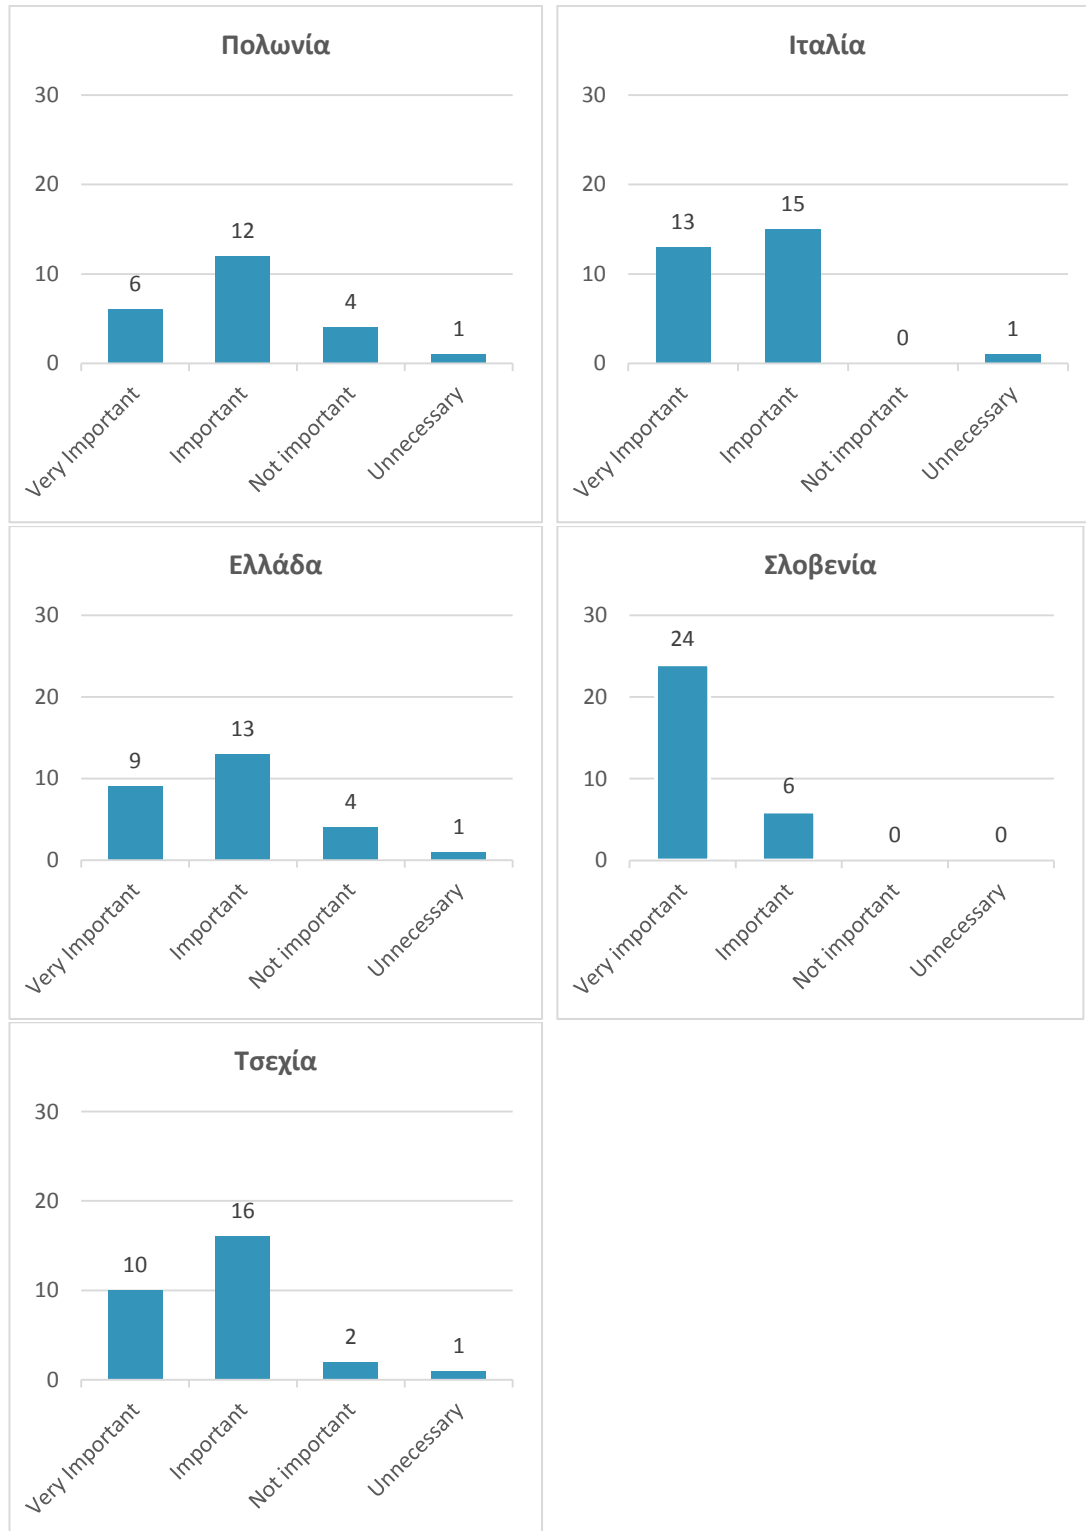 Πολωνία
30
20
10
0
6
12
4
1
Very Important
Important
Not important
Unnecessary
Ιταλία
30
20
10
0
13
15
0
1
Very Important
Important
Not important
Unnecessary
Ελλάδα
30
20
10
0
9
13
4
1
Very Important
Important
Not important
Unnecessary
Σλοβενία
30
20
10
0
24
6
0
0
Very important
Important
Not important
Unnecessary
Τσεχία
30
20
10
0
10
16
2
1
Very Important
Important
Not important
Unnecessary